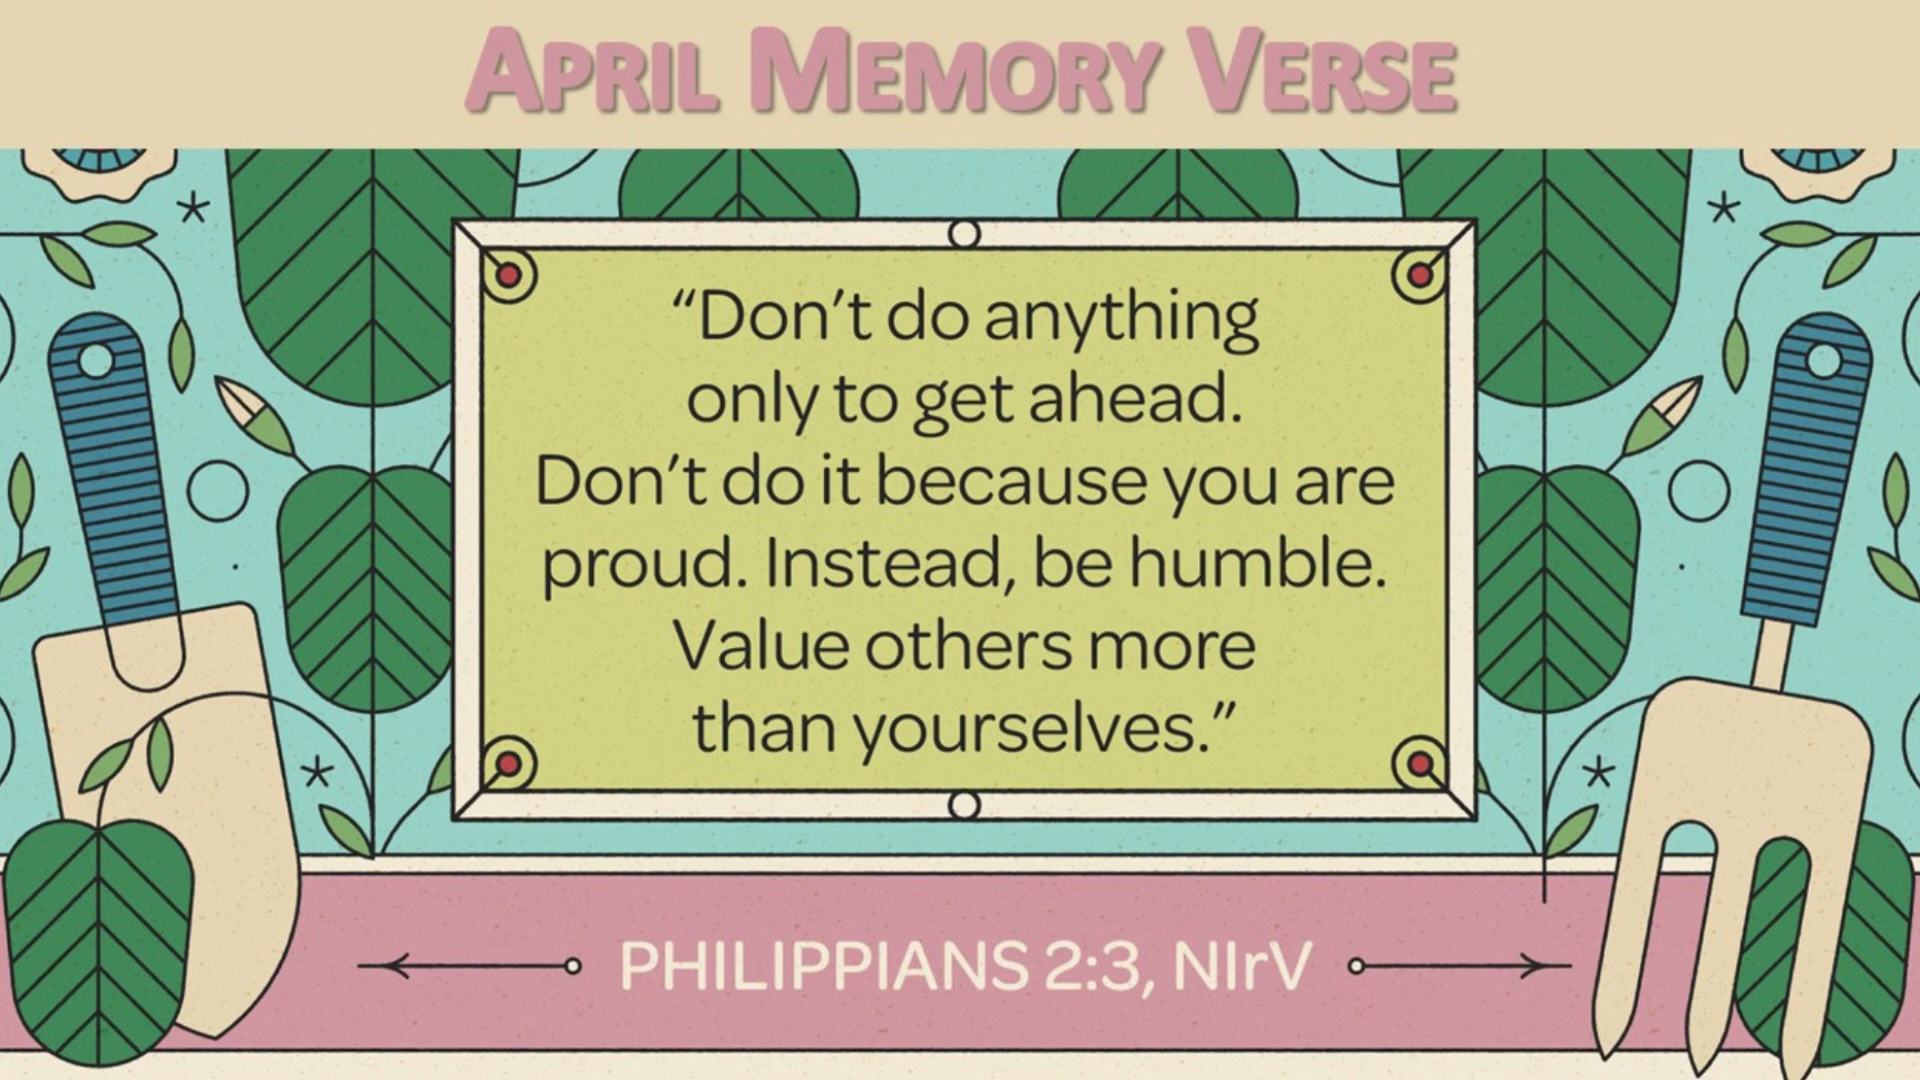 APRIL MEMORY VERSE
“Don’t do anything
only to get ahead.
Don’t do it because you are
proud. Instead, be humble.
Value others more
than yourselves.”
PHILIPPIANS 2:3, NIrV